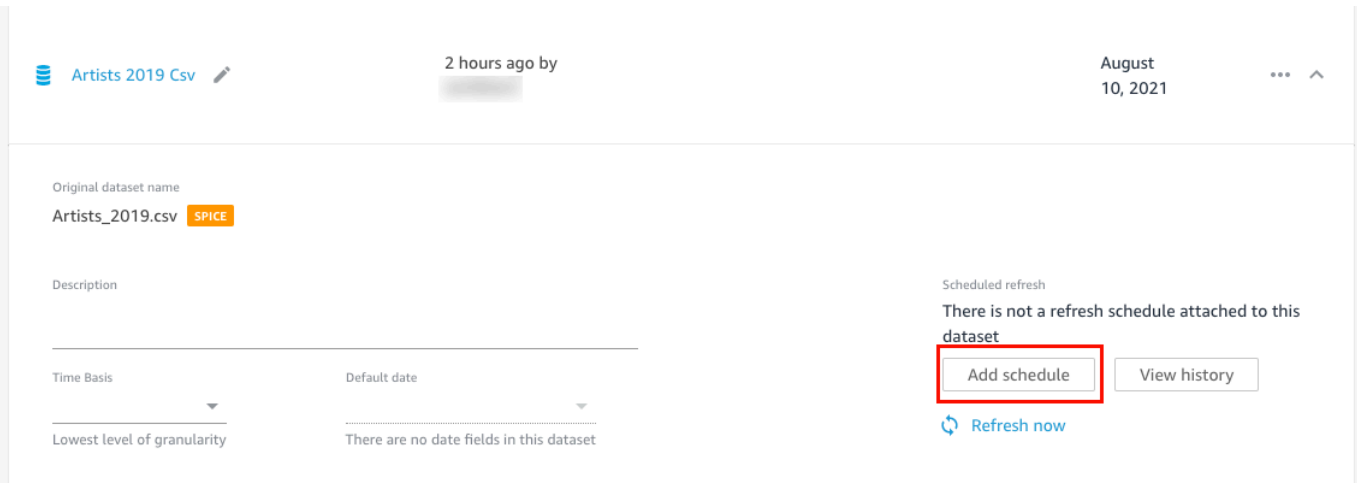 Artists 2019 Csv
2 hours ago by
August
10, 2021
Original dataset name
Artists_2019.csv SPICE
Description
Scheduled refresh
There is not a refresh schedule attached to this
dataset
Add schedule View history
Time Basis
Default date
Lowest level of granularity
There are no date fields in this dataset
Refresh now